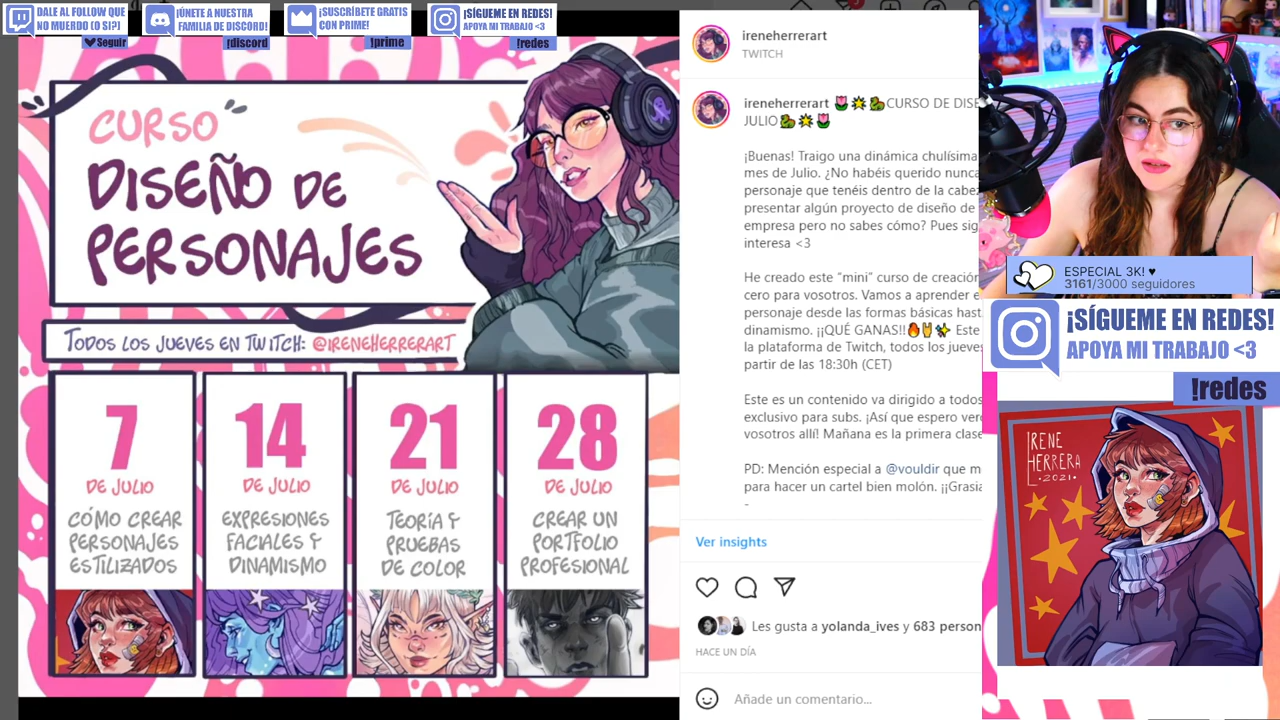 DALE AL FOLLOW QUE
NO MUERDO (O SI?)
Seguir
¡ÚNETE A NUESTRA
FAMILIA DE DISCORD!
!discord
¡SUSCRÍBETE GRATIS
CON PRIME!
!prime
¡SÍGUEME EN REDES!
APOYA MI TRABAJO <3
!redes
CURSO
DISEÑO DE
PERSONAJES
TODOS LOS JUEVES EN TWITCH: @IRENEHERRERART
7
DE JULIO
CÓMO CREAR
PERSONAJES
ESTILIZADOS
14
DE JULIO
EXPRESIONES
FACIALES Y
DINAMISMO
21
DE JULIO
TEORÍA Y
PRUEBAS
DE COLOR
28
DE JULIO
CREAR UN
PORTFOLIO
PROFESIONAL
ireneherrerart
TWITCH
ireneherrerart 🌷💥🐍CURSO DE DISE
JULIO🐍💥🌷
¡Buenas! Traigo una dinámica chulísima
mes de Julio. ¿No habéis querido nunca
personaje que tenéis dentro de la cabez
presentar algún proyecto de diseño de
empresa pero no sabes cómo? Pues sig
interesa <3
He creado este “mini” curso de creación
cero para vosotros. Vamos a aprender e
personaje desde las formas básicas hast
dinamismo. ¡¡QUÉ GANAS!!🔥🤘✨ Este
la plataforma de Twitch, todos los jueve
partir de las 18:30h (CET)
Este es un contenido va dirigido a todos
exclusivo para subs. ¡Así que espero ver
vosotros allí! Mañana es la primera clase
PD: Mención especial a @vouldir que m
para hacer un cartel bien molón. ¡¡Grasia
-
Ver insights
Les gusta a yolanda_ives y 683 person
HACE UN DÍA
Añade un comentario...
ESPECIAL 3K! ♥
3161/3000 seguidores
¡SÍGUEME EN REDES!
APOYA MI TRABAJO <3
!redes
IRENE
HERRERA
·2021·